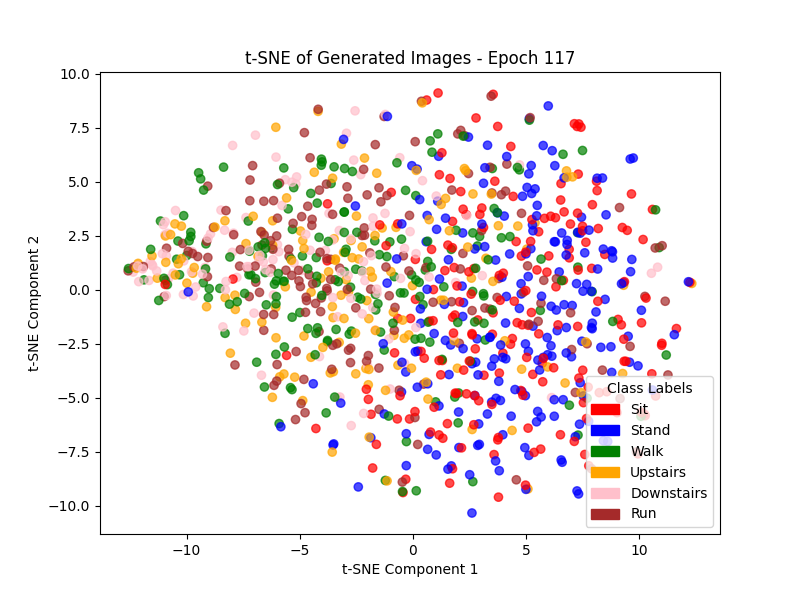 t-SNE of Generated Images - Epoch 117
10.0
7.5
5.0
2.5
0.0
−2.5
−5.0
−7.5
−10.0
t-SNE Component 2
Class Labels
Sit
Stand
Walk
Upstairs
Downstairs
Run
−10
−5
0
5
10
t-SNE Component 1